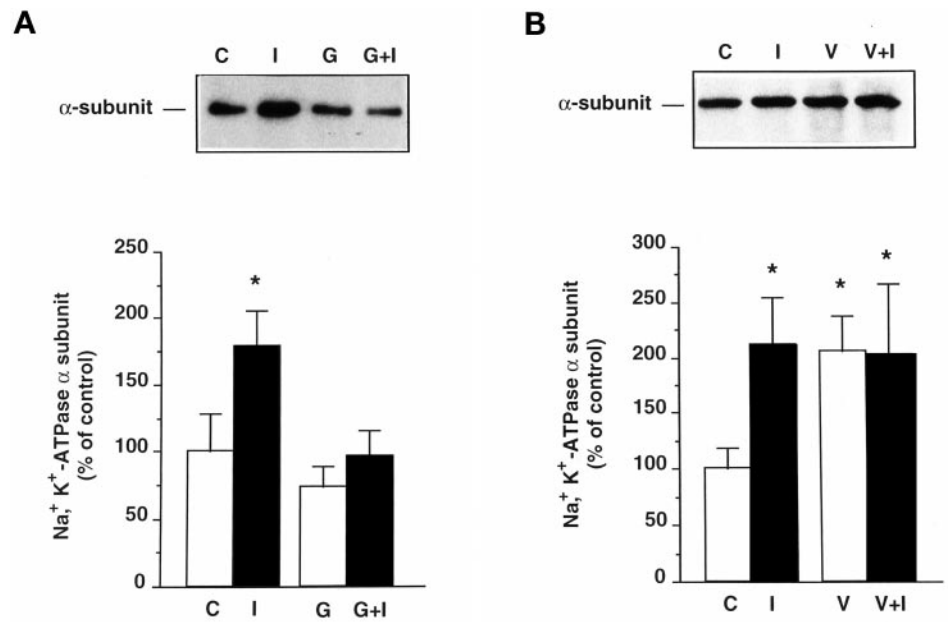 A
C I G G+I
α-subunit
250
200
150
100
50
0
Na,+ K+-ATPase α subunit
(% of control)
*
C I G G+I
B
C I V V+I
α-subunit
300
250
200
150
100
50
0
Na,+ K+-ATPase α subunit
(% of control)
* * *
C I V V+I